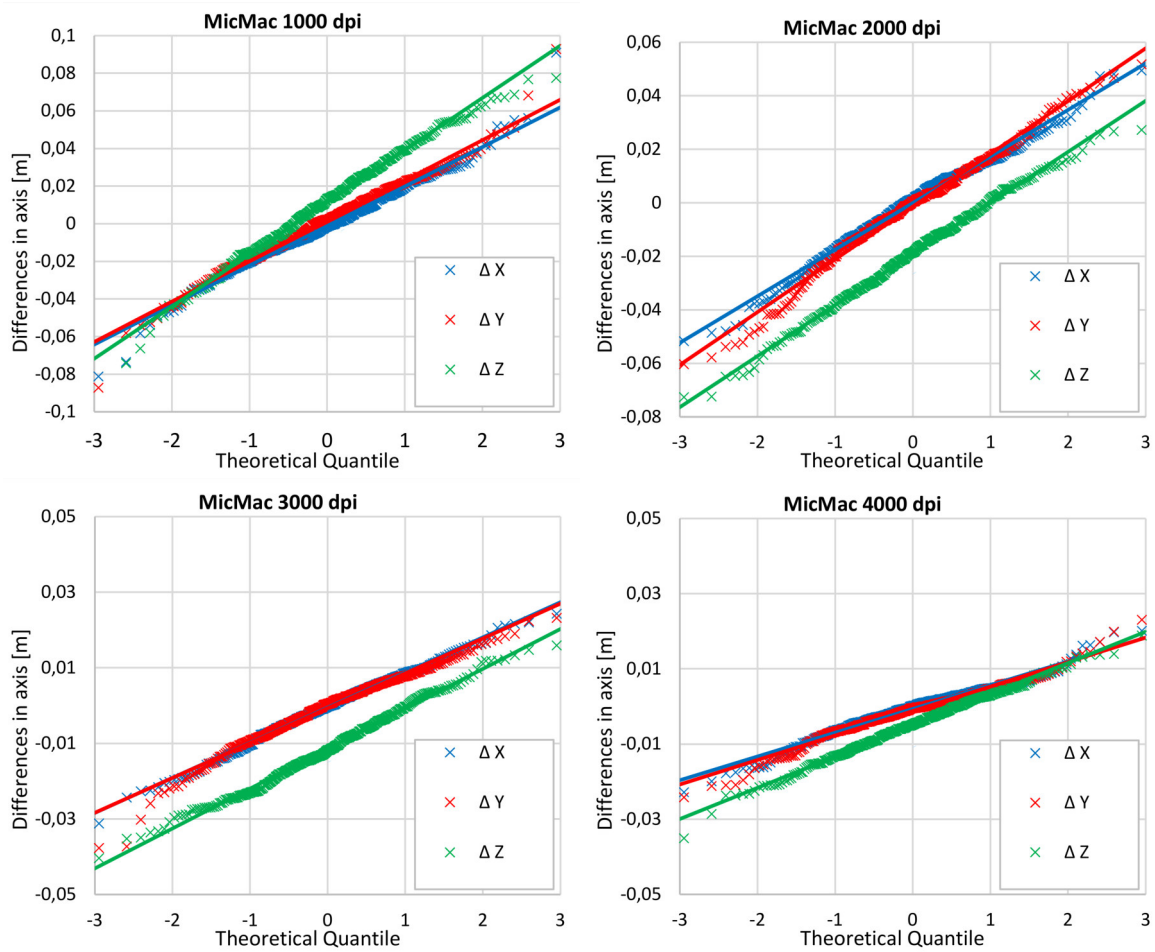 MicMac 1000 dpi
0,1
0,08
0,06
0,04
0,02
0
-0,02
-0,04
-0,06
-0,08
-0,1
Differences in axis [m]
-3 -2 -1 0 1 2 3
Theoretical Quantile
Δ X
Δ Y
Δ Z
MicMac 2000 dpi
0,06
0,04
0,02
0
-0,02
-0,04
-0,06
-0,08
Differences in axis [m]
-3 -2 -1 0 1 2 3
Theoretical Quantile
Δ X
Δ Y
Δ Z
MicMac 3000 dpi
0,05
0,03
0,01
-0,01
-0,03
-0,05
Differences in axis [m]
-3 -2 -1 0 1 2 3
Theoretical Quantile
Δ X
Δ Y
Δ Z
MicMac 4000 dpi
0,05
0,03
0,01
-0,01
-0,03
-0,05
Differences in axis [m]
-3 -2 -1 0 1 2 3
Theoretical Quantile
Δ X
Δ Y
Δ Z